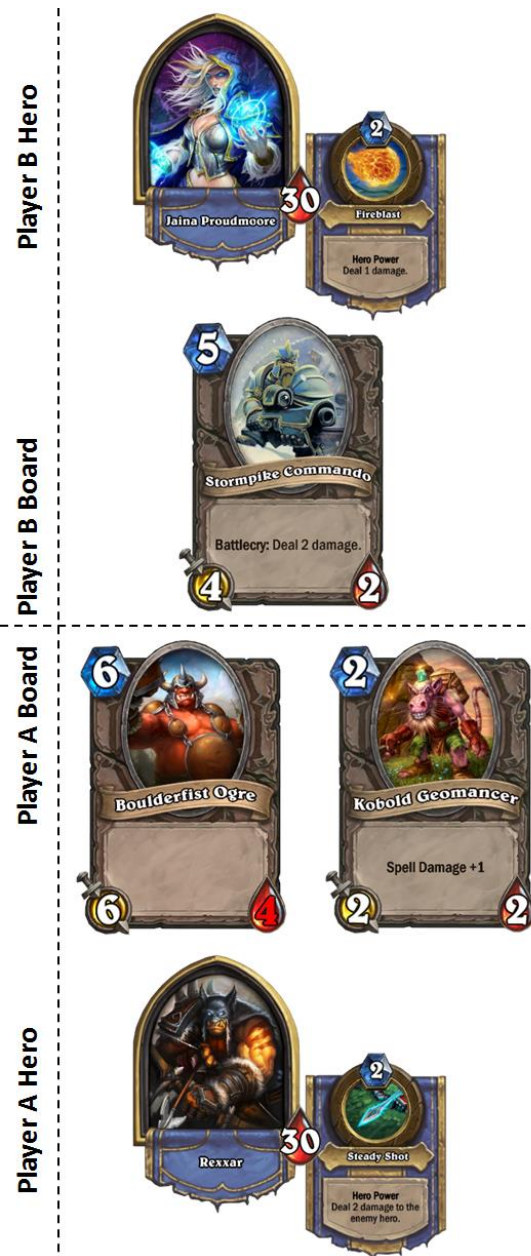 Player B Hero
Jaina Proudmoore
30
2
Fireblast
Hero Power
Deal 1 damage.
Player B Board
5
Stormpike Commando
Battlecry: Deal 2 damage.
4
2
Player A Board
6
Boulderfist Ogre
6
4
2
Kobold Geomancer
Spell Damage +1
2
2
Player A Hero
Rexxar
30
2
Steady Shot
Hero Power
Deal 2 damage to the
enemy hero.